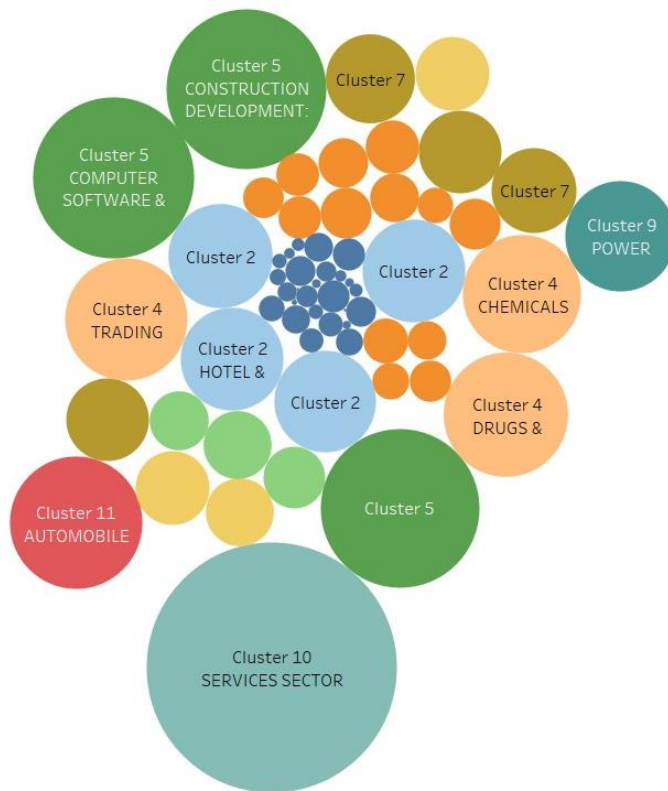 Cluster 5
CONSTRUCTION
DEVELOPMENT:
Cluster 7
Cluster 5
COMPUTER
SOFTWARE &
Cluster 7
Cluster 9
POWER
Cluster 2
Cluster 2
Cluster 4
CHEMICALS
Cluster 4
TRADING
Cluster 2
HOTEL &
Cluster 2
Cluster 4
DRUGS &
Cluster 11
AUTOMOBILE
Cluster 5
Cluster 10
SERVICES SECTOR